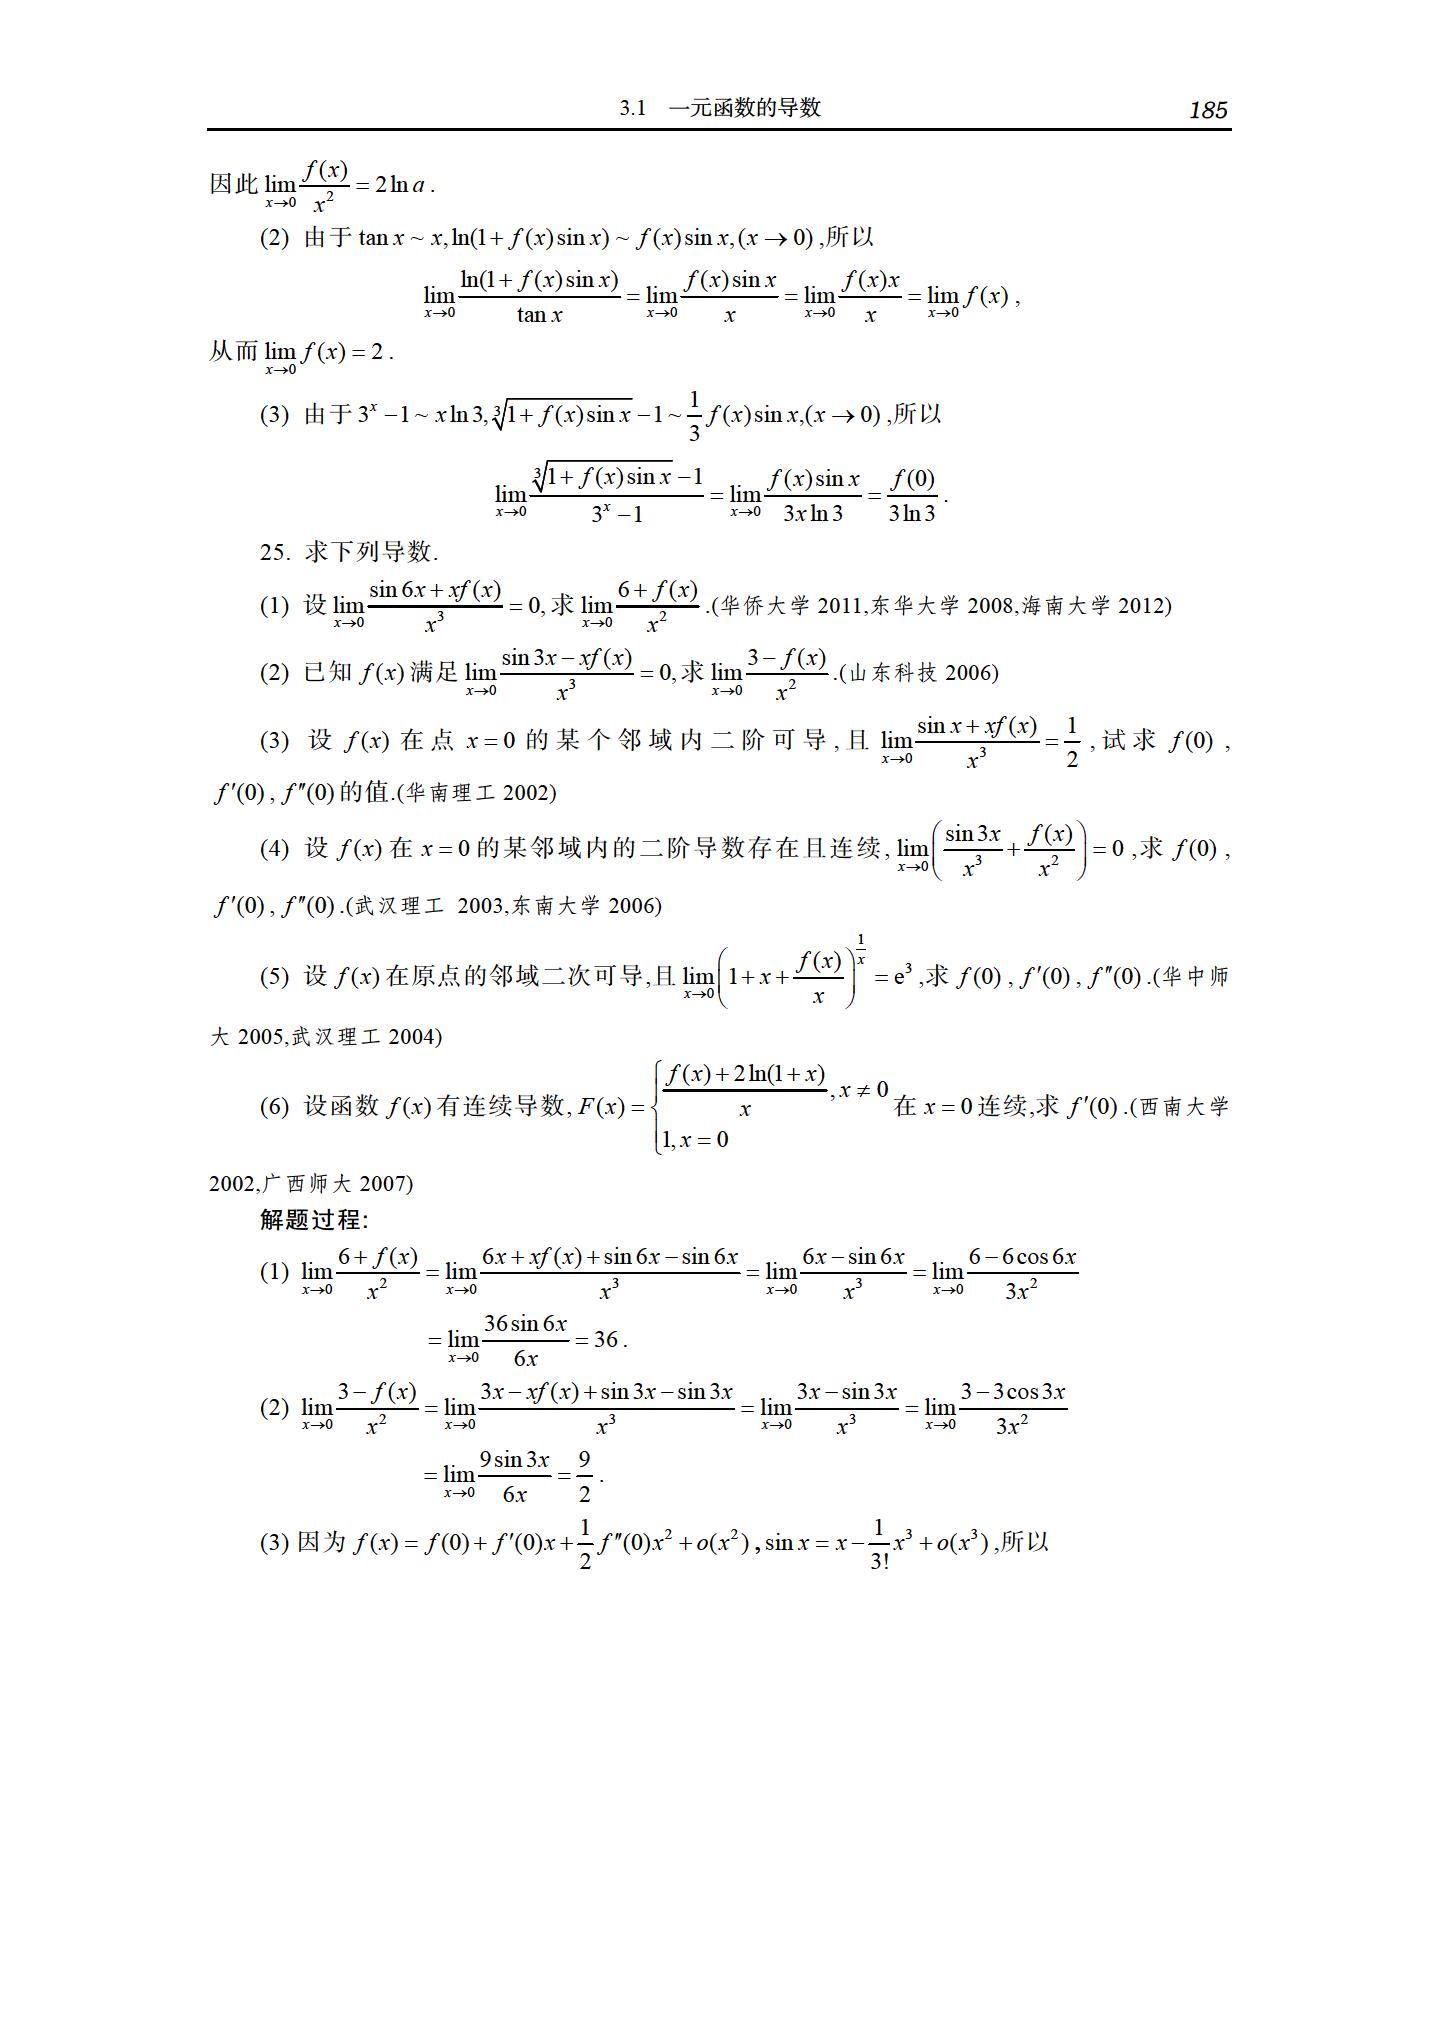 3.1 一元函数的导数 185
因此 $\lim_{x\to 0}\frac{f(x)}{x^2}=2\ln a$ .
(2) 由于 $\tan x\sim x,\ln(1+f(x)\sin x)\sim f(x)\sin x,(x\to 0)$ ,所以
$\lim_{x\to 0}\frac{\ln(1+f(x)\sin x)}{\tan x}=\lim_{x\to 0}\frac{f(x)\sin x}{x}=\lim_{x\to 0}\frac{f(x)x}{x}=\lim_{x\to 0}f(x)$ ,
从而 $\lim_{x\to 0}f(x)=2$ .
(3) 由于 $3^x-1\sim x\ln 3,\sqrt[3]{1+f(x)\sin x}-1\sim\frac{1}{3}f(x)\sin x,(x\to 0)$ ,所以
$\lim_{x\to 0}\frac{\sqrt[3]{1+f(x)\sin x}-1}{3^x-1}=\lim_{x\to 0}\frac{f(x)\sin x}{3x\ln 3}=\frac{f(0)}{3\ln 3}$ .
25. 求下列导数.
(1) 设 $\lim_{x\to 0}\frac{\sin 6x+xf(x)}{x^3}=0$, 求 $\lim_{x\to 0}\frac{6+f(x)}{x^2}$ .(华侨大学 2011,东华大学 2008,海南大学 2012)
(2) 已知 $f(x)$ 满足 $\lim_{x\to 0}\frac{\sin 3x-xf(x)}{x^3}=0$, 求 $\lim_{x\to 0}\frac{3-f(x)}{x^2}$ .(山东科技 2006)
(3) 设 $f(x)$ 在点 $x=0$ 的某个邻域内二阶可导,且 $\lim_{x\to 0}\frac{\sin x+xf(x)}{x^3}=\frac{1}{2}$ ,试求 $f(0)$ ,
$f'(0)$ , $f''(0)$ 的值.(华南理工 2002)
(4) 设 $f(x)$ 在 $x=0$ 的某邻域内的二阶导数存在且连续, $\lim_{x\to 0}\left(\frac{\sin 3x}{x^3}+\frac{f(x)}{x^2}\right)=0$ ,求 $f(0)$ ,
$f'(0)$ , $f''(0)$ .(武汉理工 2003,东南大学 2006)
(5) 设 $f(x)$ 在原点的邻域二次可导,且 $\lim_{x\to 0}\left(1+x+\frac{f(x)}{x}\right)^{\frac{1}{x}}=\mathrm{e}^3$ ,求 $f(0)$ , $f'(0)$ , $f''(0)$ .(华中师
大 2005,武汉理工 2004)
(6) 设函数 $f(x)$ 有连续导数, $F(x)=\begin{cases}\frac{f(x)+2\ln(1+x)}{x},x\neq 0\\1,x=0\end{cases}$ 在 $x=0$ 连续,求 $f'(0)$ .(西南大学
2002,广西师大 2007)
解题过程:
(1) $\lim_{x\to 0}\frac{6+f(x)}{x^2}=\lim_{x\to 0}\frac{6x+xf(x)+\sin 6x-\sin 6x}{x^3}=\lim_{x\to 0}\frac{6x-\sin 6x}{x^3}=\lim_{x\to 0}\frac{6-6\cos 6x}{3x^2}$
$=\lim_{x\to 0}\frac{36\sin 6x}{6x}=36$ .
(2) $\lim_{x\to 0}\frac{3-f(x)}{x^2}=\lim_{x\to 0}\frac{3x-xf(x)+\sin 3x-\sin 3x}{x^3}=\lim_{x\to 0}\frac{3x-\sin 3x}{x^3}=\lim_{x\to 0}\frac{3-3\cos 3x}{3x^2}$
$=\lim_{x\to 0}\frac{9\sin 3x}{6x}=\frac{9}{2}$ .
(3) 因为 $f(x)=f(0)+f'(0)x+\frac{1}{2}f''(0)x^2+o(x^2)$ , $\sin x=x-\frac{1}{3!}x^3+o(x^3)$ ,所以